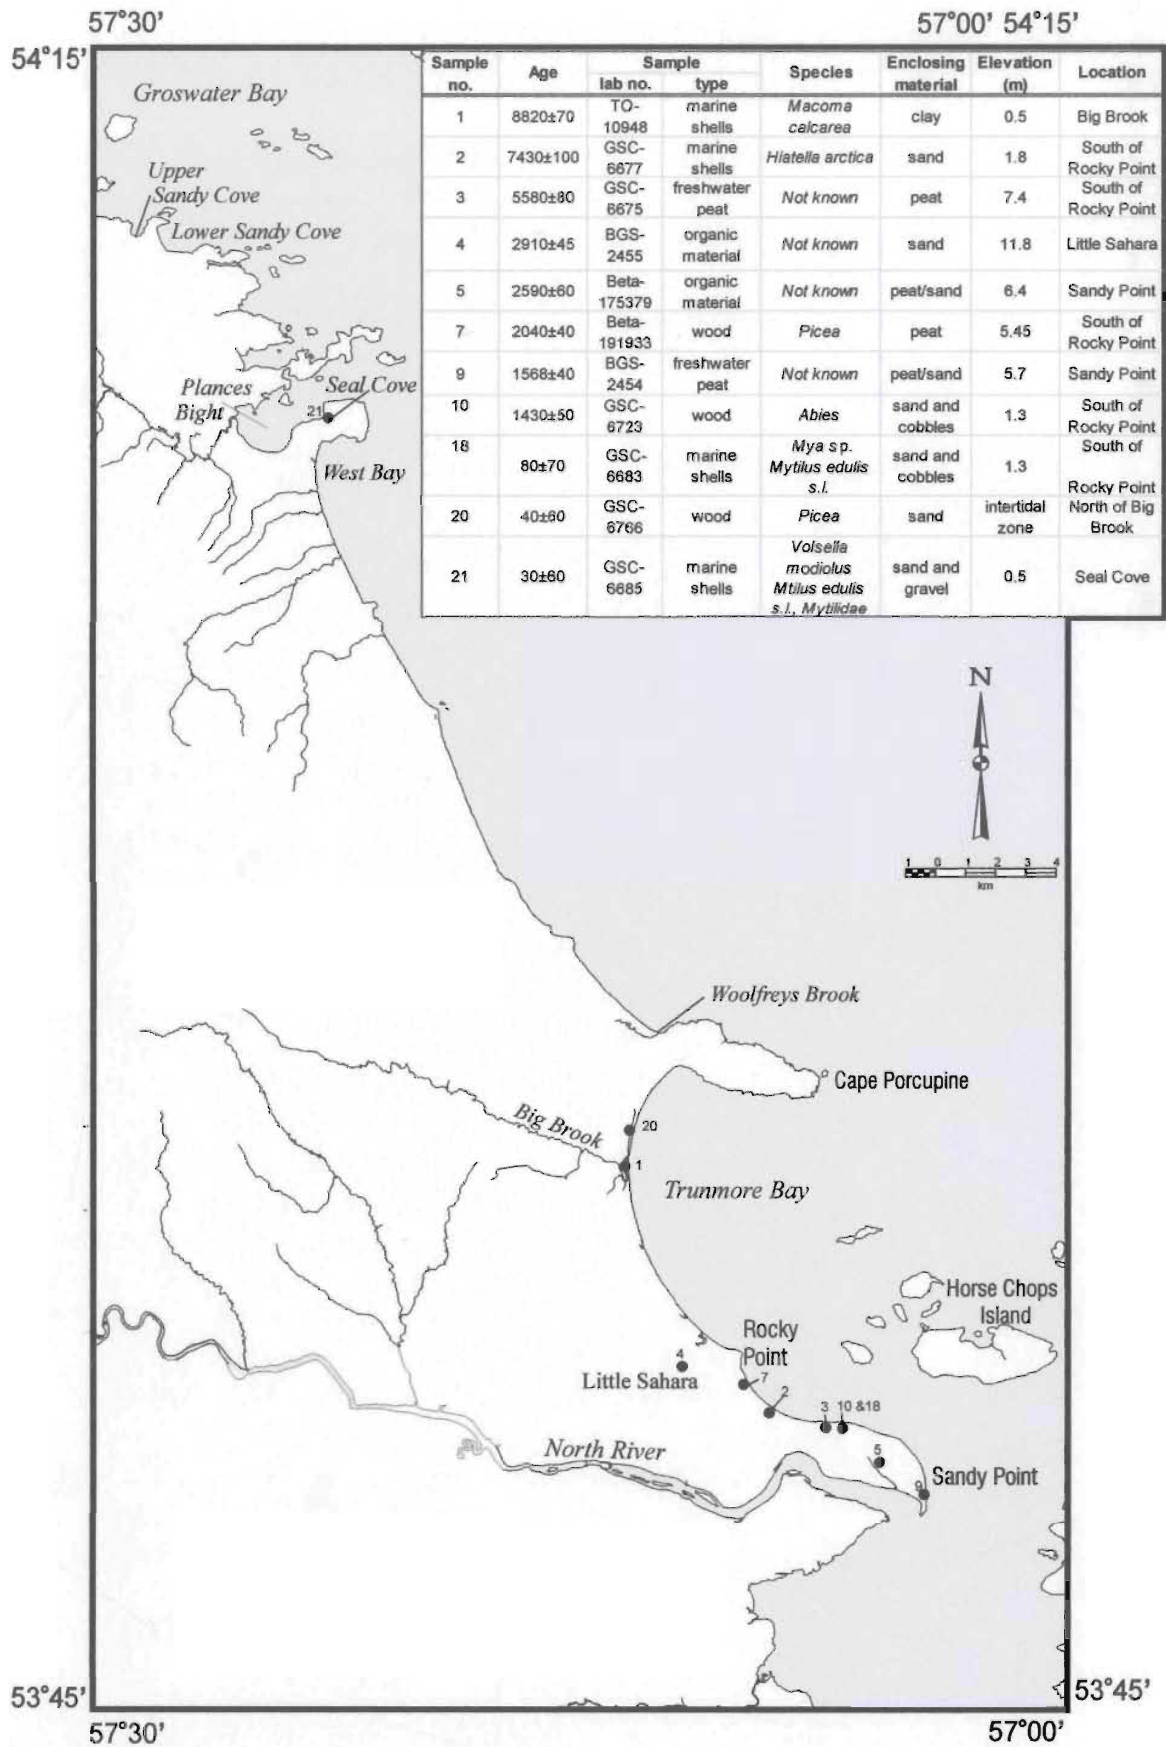 57°30'
57°00' 54°15'
54°15'
Sample no. Age Sample lab no. type Species Enclosing material Elevation (m) Location
1 8820±70 TO-10948 marine shells Macoma calcarea clay 0.5 Big Brook
2 7430±100 GSC-6677 marine shells Hiatella arctica sand 1.8 South of Rocky Point
3 5580±80 GSC-6675 freshwater peat Not known peat 7.4 South of Rocky Point
4 2910±45 BGS-2455 organic material Not known sand 11.8 Little Sahara
5 2590±60 Beta-175379 organic material Not known peat/sand 6.4 Sandy Point
7 2040±40 Beta-191933 wood Picea peat 5.45 South of Rocky Point
9 1568±40 BGS-2454 freshwater peat Not known peat/sand 5.7 Sandy Point
10 1430±50 GSC-6723 wood Abies sand and cobbles 1.3 South of Rocky Point
18 80±70 GSC-6683 marine shells Mya sp. Mytilus edulis s.l. sand and cobbles 1.3 South of Rocky Point
20 40±60 GSC-6766 wood Picea sand intertidal zone North of Big Brook
21 30±60 GSC-6685 marine shells Volsella modiolus Mtilus edulis s.l., Mytilidae sand and gravel 0.5 Seal Cove
Groswater Bay
Upper
Sandy Cove
Lower Sandy Cove
Plances
Bight
Seal Cove
21
West Bay
N
1 0 1 2 3 4
km
Woolfreys Brook
Cape Porcupine
Big Brook
20
1
Trunmore Bay
Horse Chops
Island
Rocky
Point
4
Little Sahara
7
2
3 10 &18
5
North River
9
Sandy Point
53°45'
53°45'
57°30'
57°00'